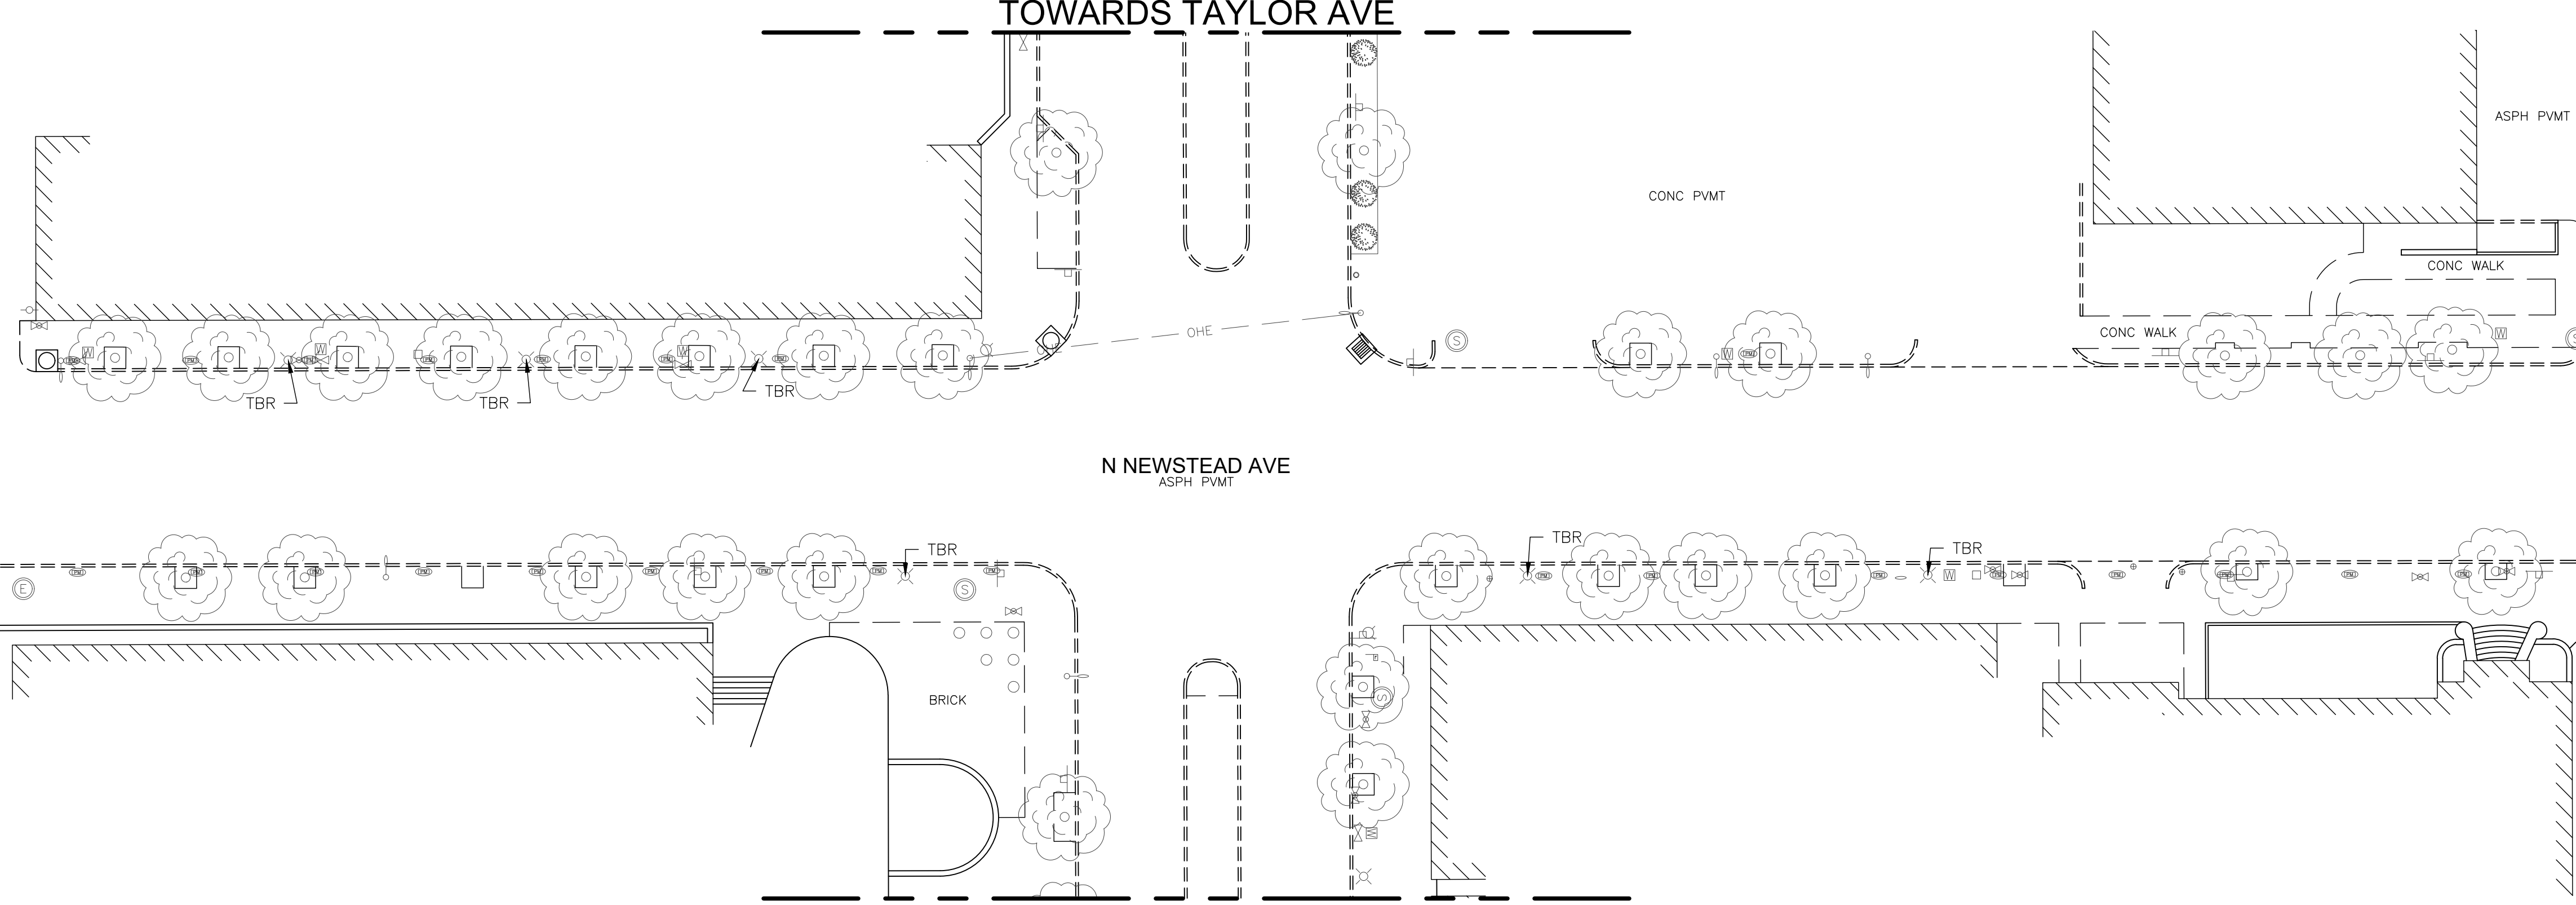 TOWARDS TAYLOR AVE
ASPH PVMT
CONC PVMT
CONC WALK
OHE
CONC WALK
S
W
W
W
W
W
TBR
TBR
TBR
N NEWSTEAD AVE
ASPH PVMT
TBR
TBR
TBR
E
S
W
S
BRICK